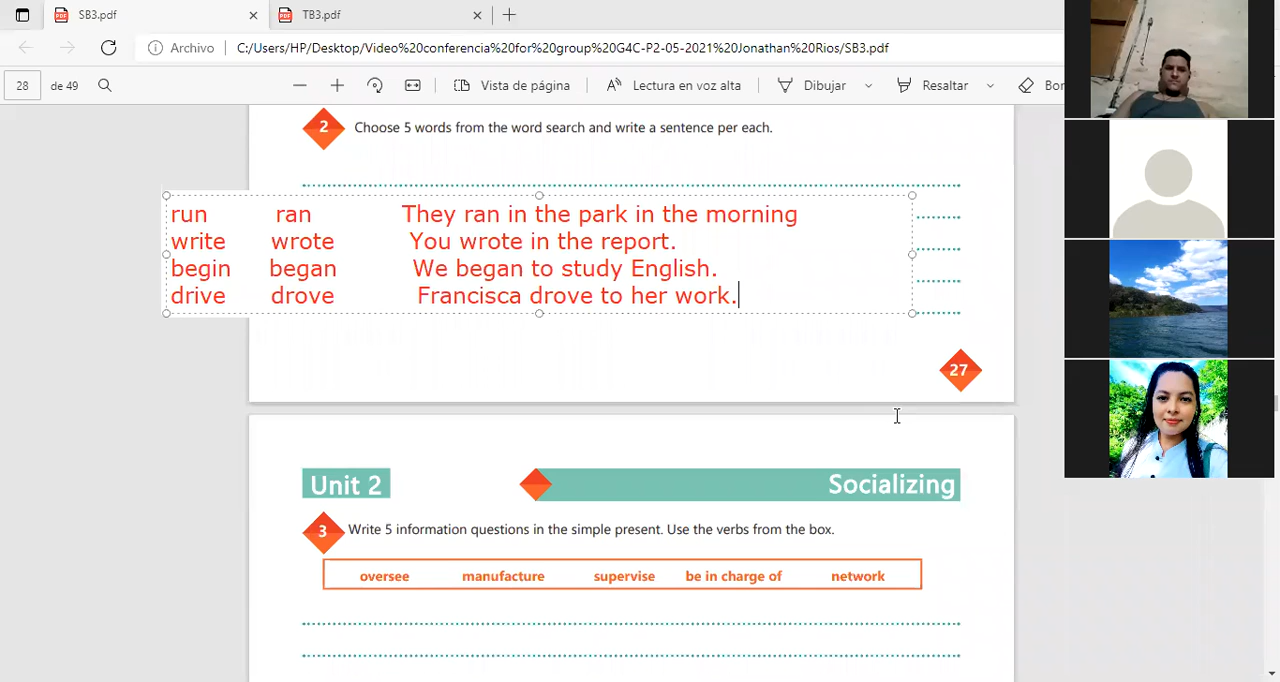 SB3.pdf
TB3.pdf
Archivo C:/Users/HP/Desktop/Video%20conferencia%20for%20group%20G4C-P2-05-2021%20Jonathan%20Rios/SB3.pdf
28 de 49 Vista de página Lectura en voz alta Dibujar Resaltar Bor
2 Choose 5 words from the word search and write a sentence per each.
run ran They ran in the park in the morning
write wrote You wrote in the report.
begin began We began to study English.
drive drove Francisca drove to her work.
27
Unit 2 Socializing
3 Write 5 information questions in the simple present. Use the verbs from the box.
oversee manufacture supervise be in charge of network